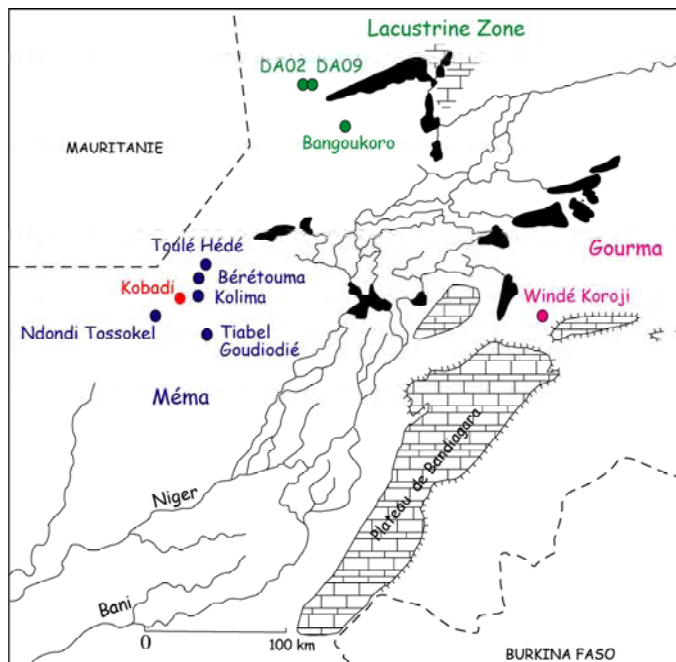 Lacustrine Zone
DA02 DA09
Bangoukoro
MAURITANIE
Toulé Hédé
Bérétouma
Kobadi
Kolima
Ndondi Tossokel
Tiabel
Goudiodié
Méma
Gourma
Windé Koroji
Plateau de Bandiagara
Niger
Bani
0 100 km
BURKINA FASO